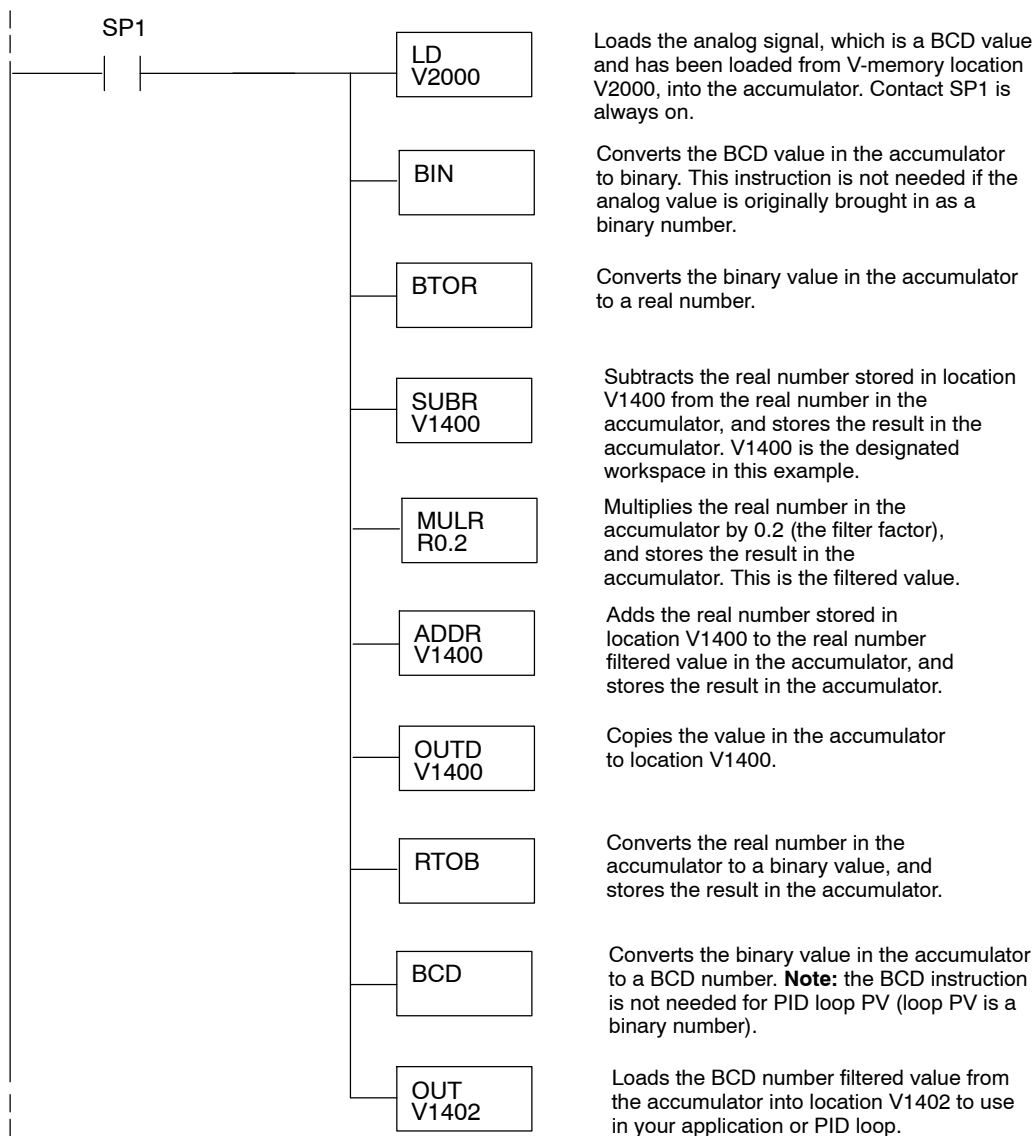 SP1
LD
V2000
Loads the analog signal, which is a BCD value
and has been loaded from V-memory location
V2000, into the accumulator. Contact SP1 is
always on.
BIN
Converts the BCD value in the accumulator
to binary. This instruction is not needed if the
analog value is originally brought in as a
binary number.
BTOR
Converts the binary value in the accumulator
to a real number.
SUBR
V1400
Subtracts the real number stored in location
V1400 from the real number in the
accumulator, and stores the result in the
accumulator. V1400 is the designated
workspace in this example.
MULR
R0.2
Multiplies the real number in the
accumulator by 0.2 (the filter factor),
and stores the result in the
accumulator. This is the filtered value.
ADDR
V1400
Adds the real number stored in
location V1400 to the real number
filtered value in the accumulator, and
stores the result in the accumulator.
OUTD
V1400
Copies the value in the accumulator
to location V1400.
RTOB
Converts the real number in the
accumulator to a binary value, and
stores the result in the accumulator.
BCD
Converts the binary value in the accumulator
to a BCD number. Note: the BCD instruction
is not needed for PID loop PV (loop PV is a
binary number).
OUT
V1402
Loads the BCD number filtered value from
the accumulator into location V1402 to use
in your application or PID loop.